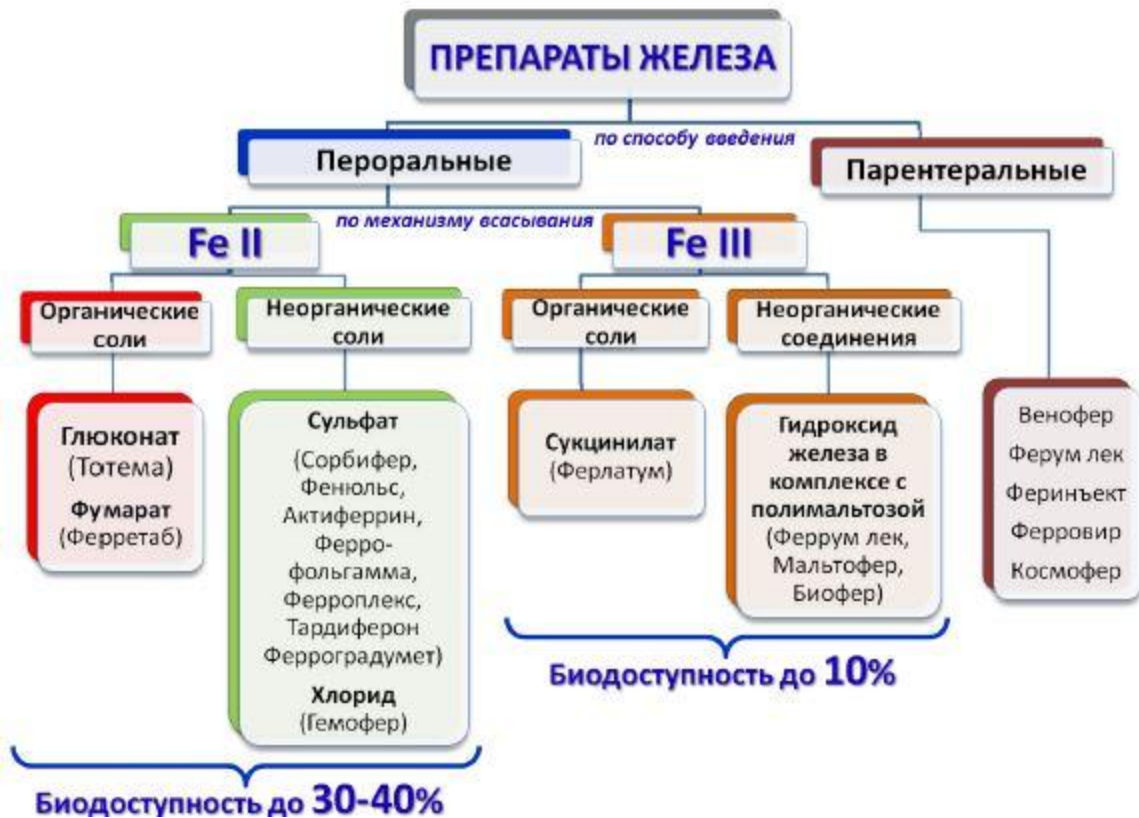 ПРЕПАРАТЫ ЖЕЛЕЗА
по способу введения
Пероральные
Парентеральные
по механизму всасывания
Fe II
Fe III
Органические
соли
Неорганические
соли
Органические
соли
Неорганические
соединения
Глюконат
(Тотема)
Фумарат
(Ферретаб)
Сульфат
(Сорбифер,
Фенюльс,
Актиферрин,
Ферро-
фольгамма,
Ферроплекс,
Тардиферон
Ферроградумет)
Хлорид
(Гемофер)
Сукцинилат
(Ферлатум)
Гидроксид
железа в
комплексе с
полимальтозой
(Феррум лек,
Мальтофер,
Биофер)
Венофер
Ферум лек
Феринъект
Ферровир
Космофер
Биодоступность до 10%
Биодоступность до 30-40%